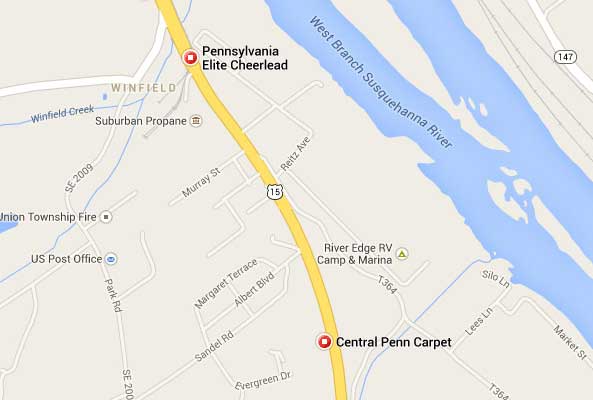 Pennsylvania
Elite Cheerlead
West Branch Susquehanna River
147
WINFIELD
Winfield Creek
Suburban Propane
Reitz Ave
SE 2009
Murray St
15
Union Township Fire
River Edge RV
Camp & Marina
US Post Office
Margaret Terrace
Albert Blvd
T364
Silo Ln
Park Rd
Lees Ln
Market St
Sandel Rd
Central Penn Carpet
SE 200
Evergreen Dr
T364